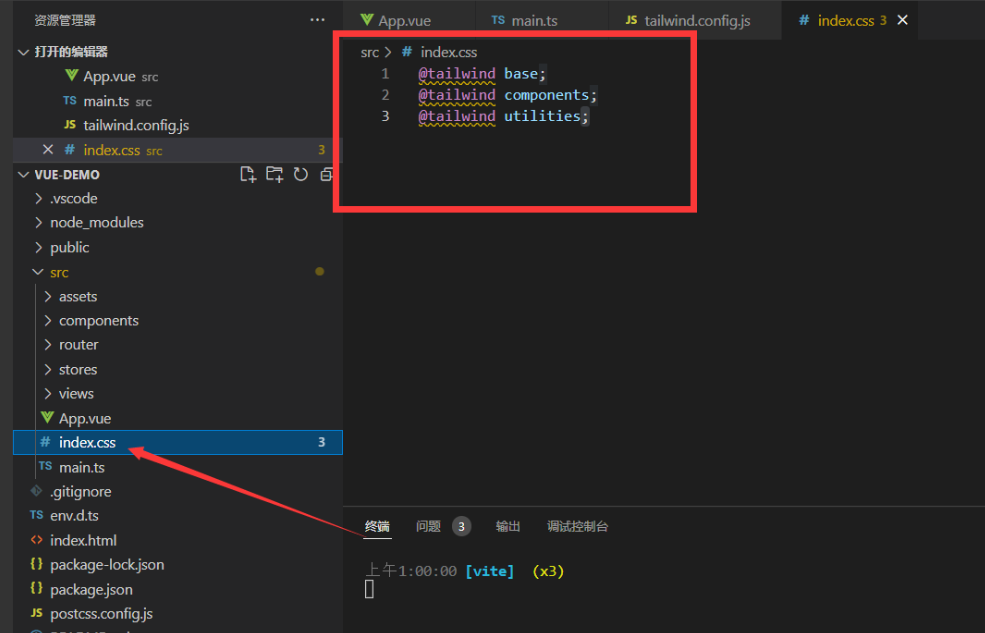 资源管理器 ···
打开的编辑器
App.vue src
TS main.ts src
JS tailwind.config.js
# index.css src 3
VUE-DEMO
.vscode
node_modules
public
src
assets
components
router
stores
views
App.vue
# index.css 3
TS main.ts
.gitignore
TS env.d.ts
<> index.html
{} package-lock.json
{} package.json
JS postcss.config.js
App.vue
TS main.ts
JS tailwind.config.js
# index.css 3
src > # index.css
1 @tailwind base;
2 @tailwind components;
3 @tailwind utilities;
终端 问题 3 输出 调试控制台
上午1:00:00 [vite] (x3)